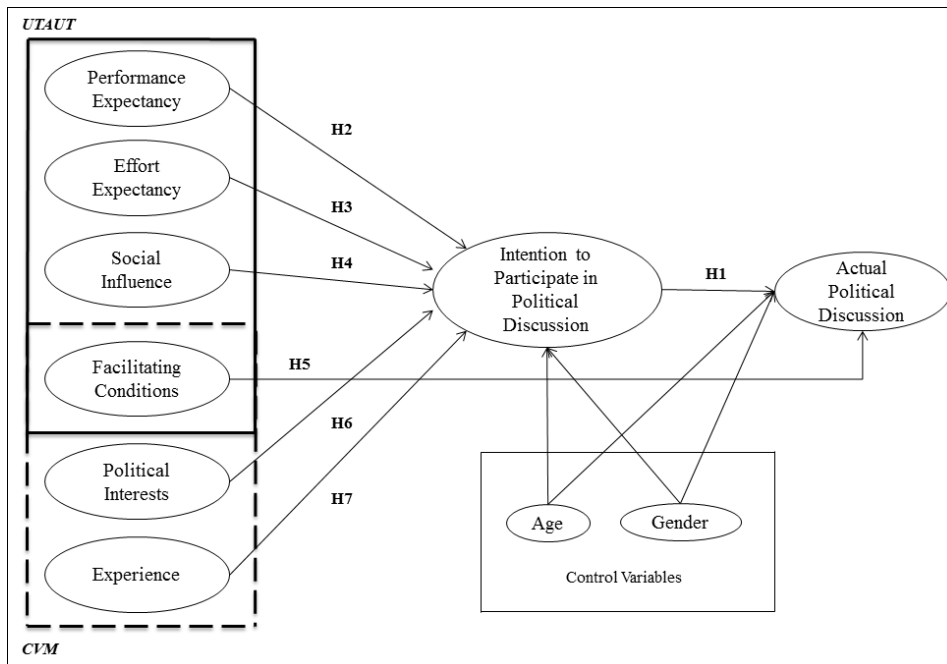 UTAUT
Performance
Expectancy
H2
Effort
Expectancy
H3
Social
Influence
H4
Intention to
Participate in
Political
Discussion
H1
Actual
Political
Discussion
Facilitating
Conditions
H5
H6
Political
Interests
H7
Experience
Age
Gender
Control Variables
CVM